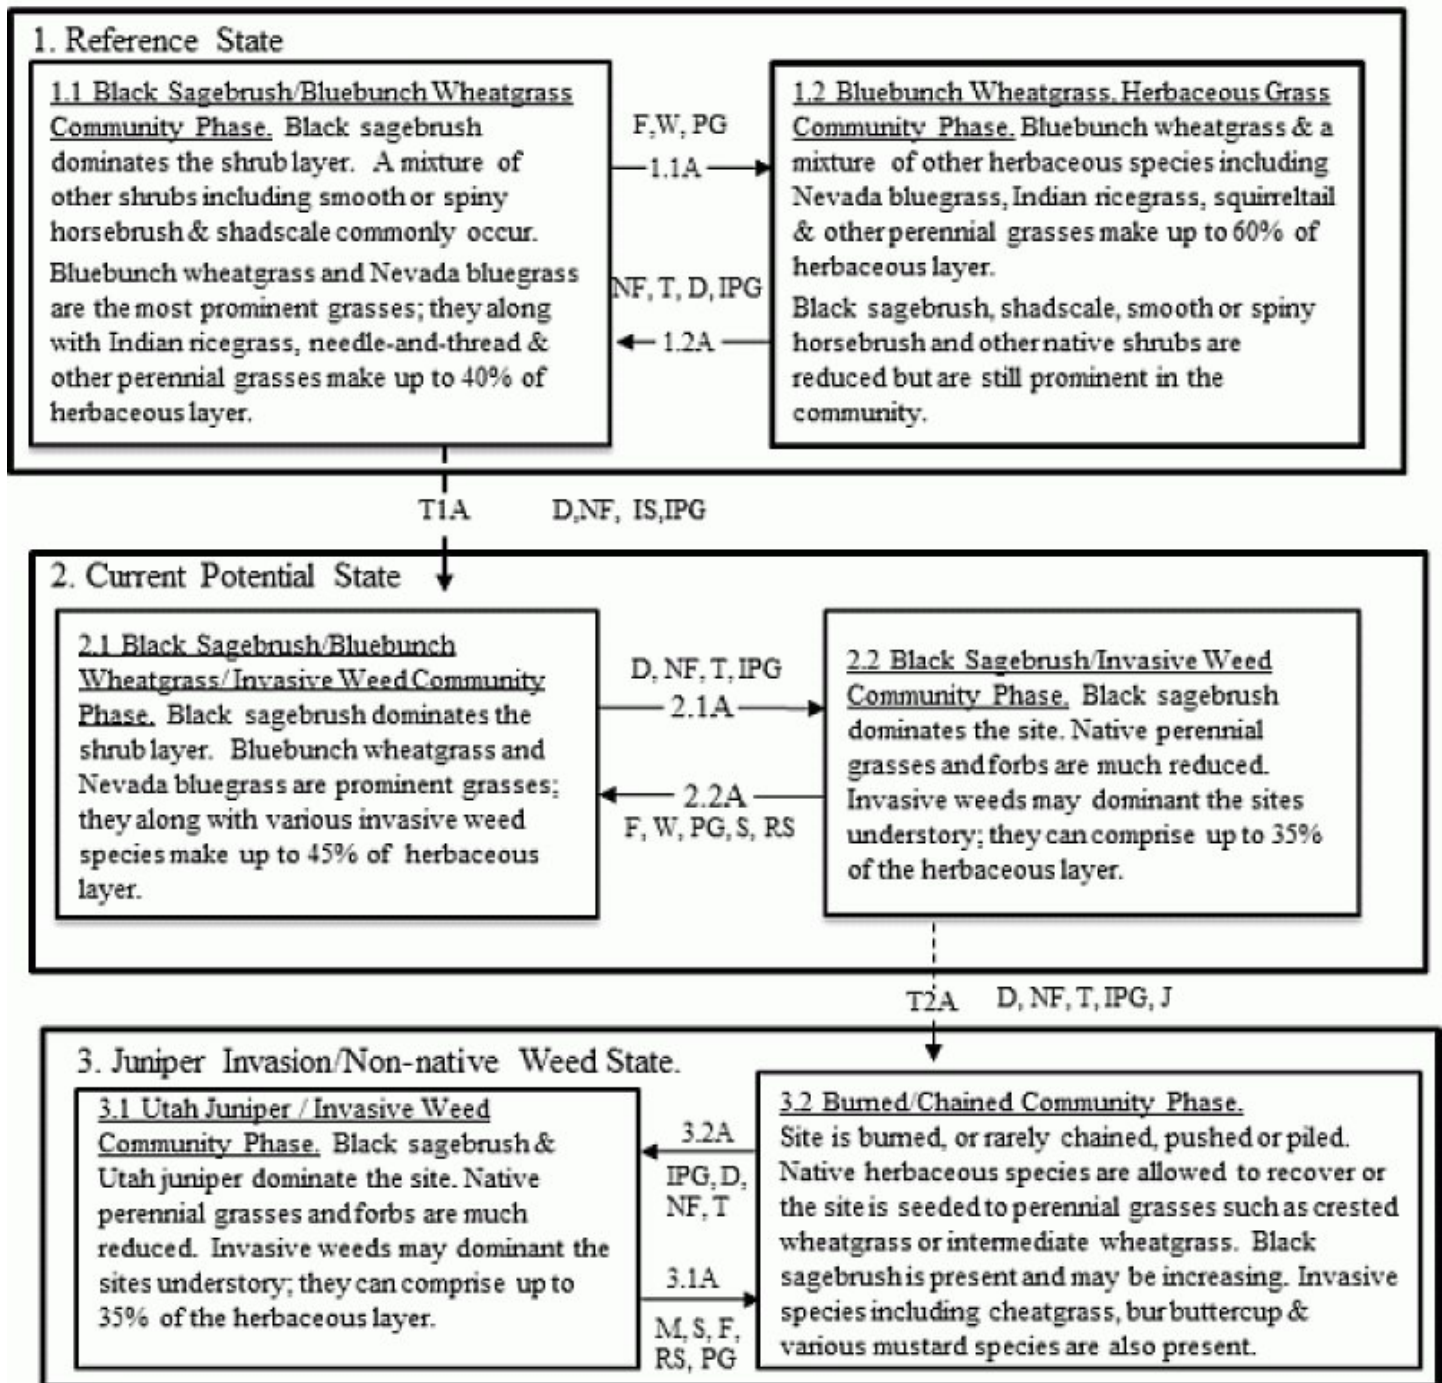 1. Reference State
1.1 Black Sagebrush/Bluebunch Wheatgrass
Community Phase. Black sagebrush
dominates the shrub layer. A mixture of
other shrubs including smooth or spiny
horsebrush & shadscale commonly occur.
Bluebunch wheatgrass and Nevada bluegrass
are the most prominent grasses; they along
with Indian ricegrass, needle-and-thread &
other perennial grasses make up to 40% of
herbaceous layer.
F,W, PG
1.1A
NF, T, D, IPG
1.2A
1.2 Bluebunch Wheatgrass, Herbaceous Grass
Community Phase. Bluebunch wheatgrass & a
mixture of other herbaceous species including
Nevada bluegrass, Indian ricegrass, squirreltail
& other perennial grasses make up to 60% of
herbaceous layer.
Black sagebrush, shadscale, smooth or spiny
horsebrush and other native shrubs are
reduced but are still prominent in the
community.
T1A
D,NF, IS,IPG
2. Current Potential State
2.1 Black Sagebrush/Bluebunch
Wheatgrass/ Invasive Weed Community
Phase. Black sagebrush dominates the
shrub layer. Bluebunch wheatgrass and
Nevada bluegrass are prominent grasses;
they along with various invasive weed
species make up to 45% of herbaceous
layer.
D, NF, T, IPG
2.1A
2.2A
F, W, PG, S, RS
2.2 Black Sagebrush/Invasive Weed
Community Phase. Black sagebrush
dominates the site. Native perennial
grasses and forbs are much reduced.
Invasive weeds may dominant the sites
understory; they can comprise up to 35%
of the herbaceous layer.
T2A
D, NF, T, IPG, J
3. Juniper Invasion/Non-native Weed State.
3.1 Utah Juniper / Invasive Weed
Community Phase. Black sagebrush &
Utah juniper dominate the site. Native
perennial grasses and forbs are much
reduced. Invasive weeds may dominant the
sites understory; they can comprise up to
35% of the herbaceous layer.
3.2A
IPG, D,
NF, T
3.1A
M, S, F,
RS, PG
3.2 Burned/Chained Community Phase.
Site is burned, or rarely chained, pushed or piled.
Native herbaceous species are allowed to recover or
the site is seeded to perennial grasses such as crested
wheatgrass or intermediate wheatgrass. Black
sagebrush is present and may be increasing. Invasive
species including cheatgrass, bur buttercup &
various mustard species are also present.